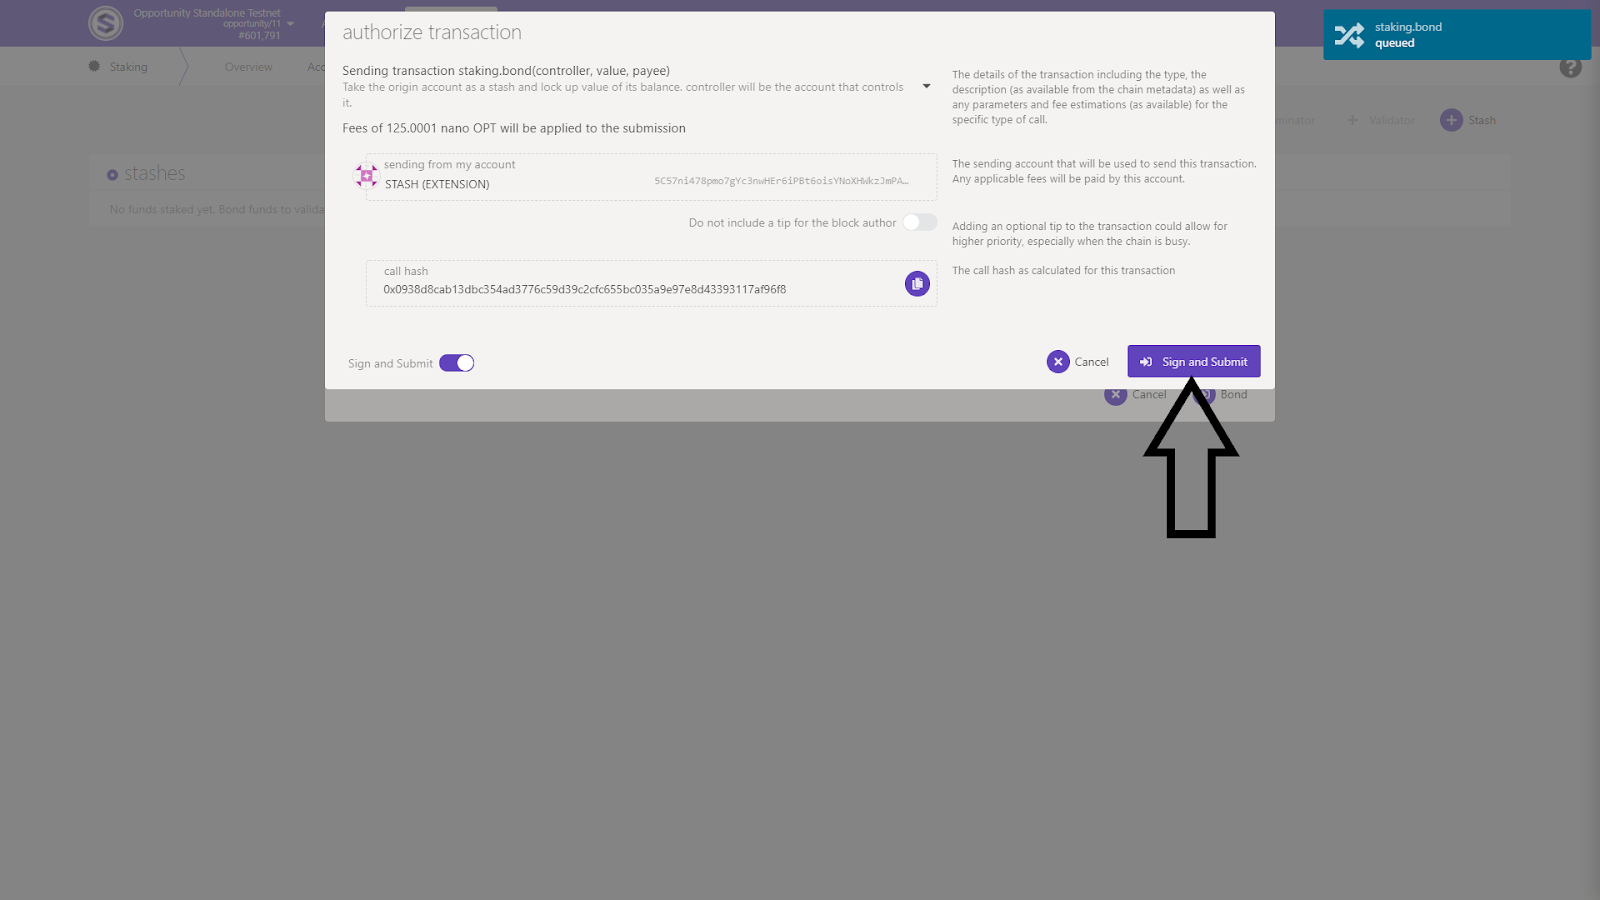 Opportunity Standalone Testnet
opportunity/11
#601,791
Staking
Overview
Acc
stashes
No funds staked yet. Bond funds to valida
authorize transaction
Sending transaction staking.bond(controller, value, payee)
Take the origin account as a stash and lock up value of its balance. controller will be the account that controls
it.
Fees of 125.0001 nano OPT will be applied to the submission
The details of the transaction including the type, the
description (as available from the chain metadata) as well as
any parameters and fee estimations (as available) for the
specific type of call.
sending from my account
STASH (EXTENSION)
5C57ni478pmo7gYc3nwHEr6iPBt6oisYNoXHWkzJmPA…
The sending account that will be used to send this transaction.
Any applicable fees will be paid by this account.
Do not include a tip for the block author
Adding an optional tip to the transaction could allow for
higher priority, especially when the chain is busy.
call hash
0x0938d8cab13dbc354ad3776c59d39c2cfc655bc035a9e97e8d43393117af96f8
The call hash as calculated for this transaction
Sign and Submit
Cancel
Sign and Submit
Cancel
Bond
staking.bond
queued
?
minator
Validator
Stash